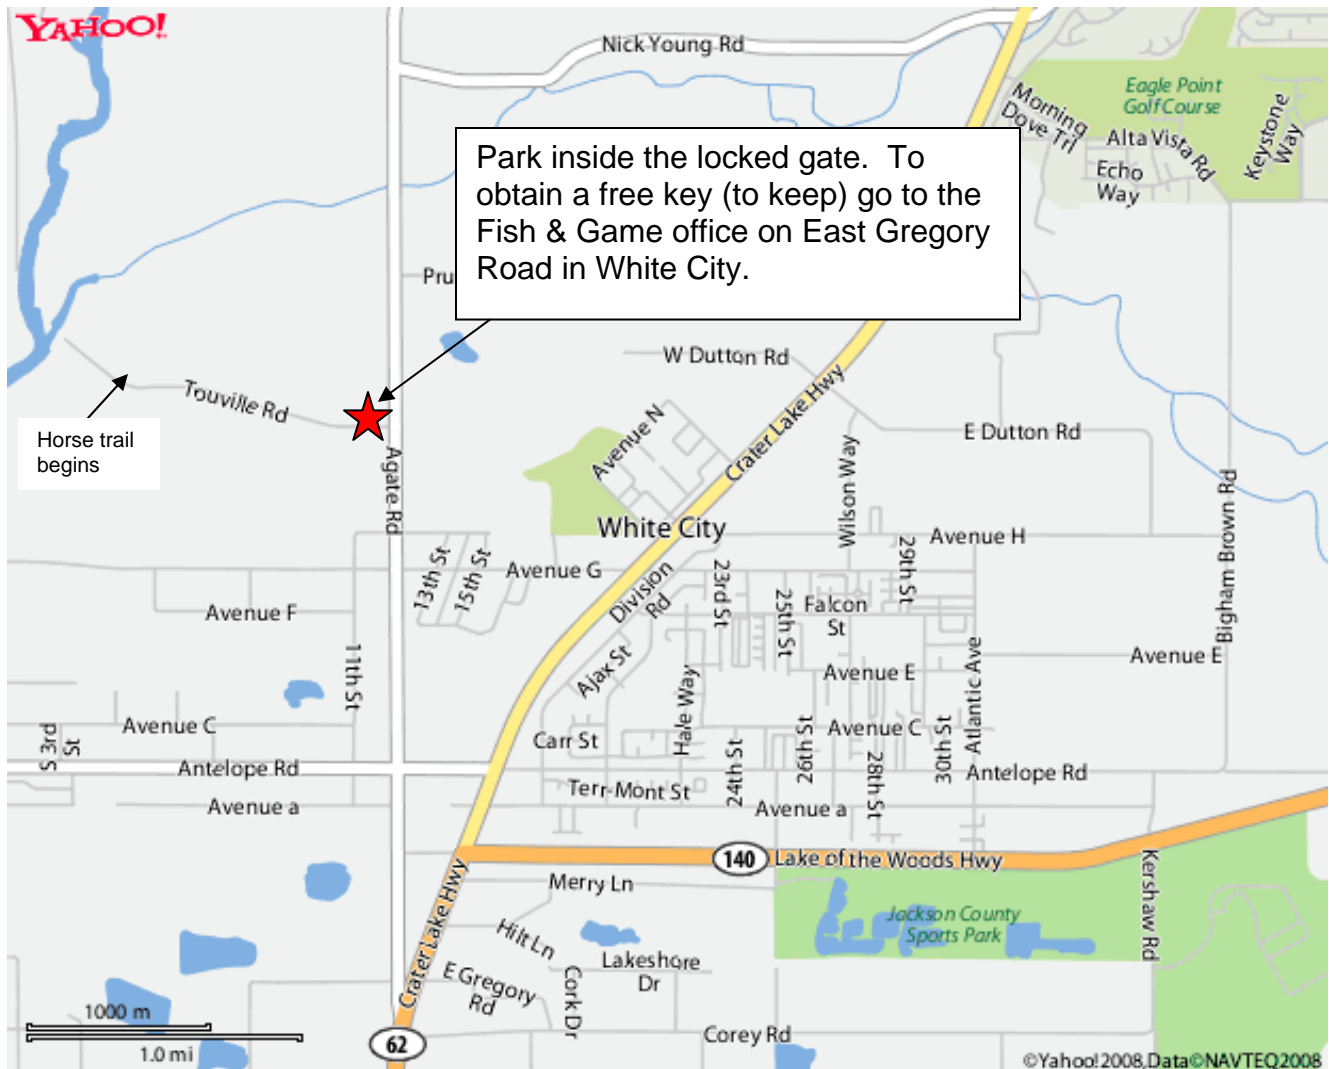 YAHOO!
Nick Young Rd
Eagle Point
Golf Course
Morning
Dove Trl
Alta Vista Rd
Keystone
Way
Echo
Way
Park inside the locked gate. To
obtain a free key (to keep) go to the
Fish & Game office on East Gregory
Road in White City.
Pru
W Dutton Rd
Touville Rd
Crater Lake Hwy
Horse trail
begins
Avenue N
E Dutton Rd
Agate Rd
Wilson Way
Bigham Brown Rd
White City
Avenue H
13th St
15th St
Avenue G
Division
Rd
23rd St
25th St
29th St
Falcon
St
Avenue F
11th St
Ajax St
Hale Way
Avenue E
Atlantic Ave
Avenue E
S 3rd
St
Avenue C
Carr St
24th St
26th St
Avenue C
28th St
30th St
Antelope Rd
Antelope Rd
Terr-Mont St
Avenue a
Avenue a
140
Lake of the Woods Hwy
Crater Lake Hwy
Merry Ln
Kershaw Rd
Jackson County
Sports Park
Hilt Ln
Lakeshore
Dr
E Gregory
Rd
Cork Dr
1000 m
1.0 mi
62
Corey Rd
©Yahoo! 2008, Data©NAVTEQ2008